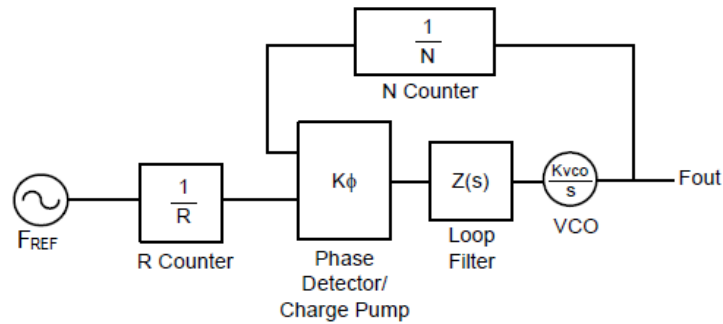 1
N
N Counter
1
R
R Counter
FREF
Kϕ
Phase
Detector/
Charge Pump
Z(s)
Loop
Filter
Kvco
s
VCO
Fout